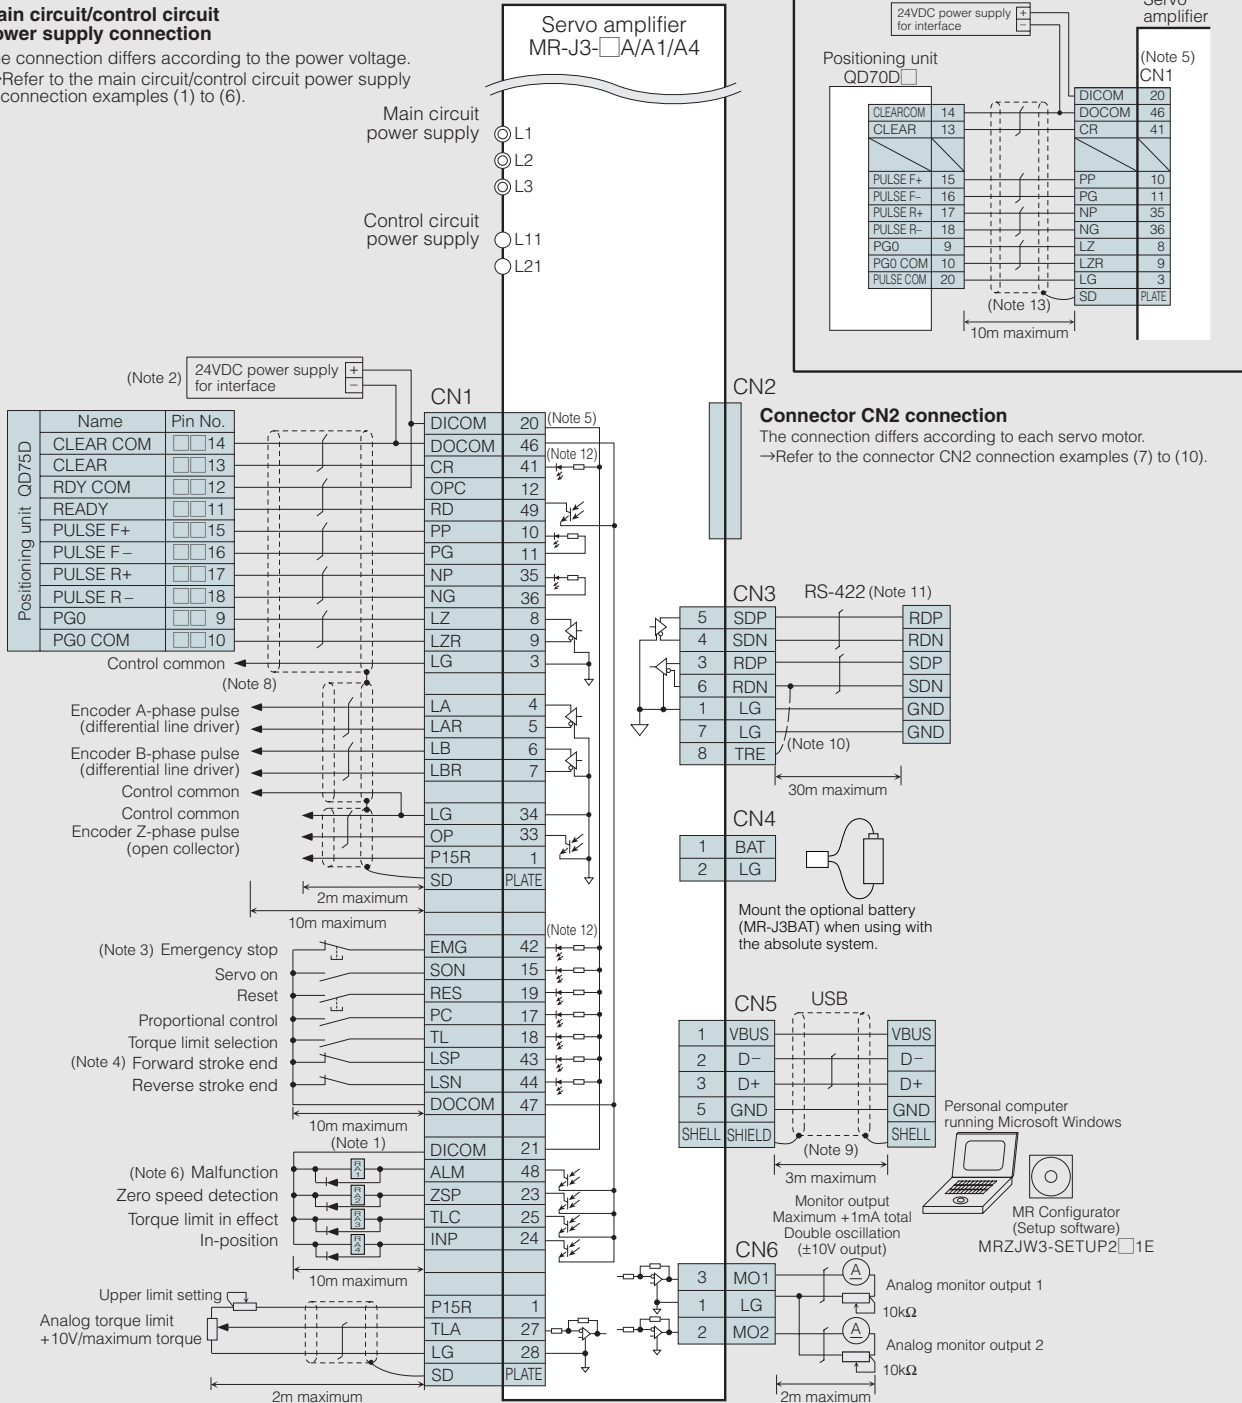 ain circuit/control circuit
ower supply connection
e connection differs according to the power voltage.
→Refer to the main circuit/control circuit power supply
connection examples (1) to (6).
Servo amplifier
MR-J3-□A/A1/A4
Main circuit
power supply
L1
L2
L3
Control circuit
power supply
L11
L21
24VDC power supply +
for interface −
Servo
amplifier
Positioning unit
QD70D□
(Note 5)
CN1
DICOM 20
CLEARCOM 14 DOCOM 46
CLEAR 13 CR 41
PULSE F+ 15 PP 10
PULSE F− 16 PG 11
PULSE R+ 17 NP 35
PULSE R− 18 NG 36
PG0 9 LZ 8
PG0 COM 10 LZR 9
PULSE COM 20 LG 3
(Note 13) SD PLATE
10m maximum
(Note 2) 24VDC power supply +
for interface −
CN1
Positioning unit QD75D
Name Pin No.
CLEAR COM □□14
CLEAR □□13
RDY COM □□12
READY □□11
PULSE F+ □□15
PULSE F− □□16
PULSE R+ □□17
PULSE R− □□18
PG0 □□ 9
PG0 COM □□10
DICOM 20 (Note 5)
DOCOM 46
(Note 12)
CR 41
OPC 12
RD 49
PP 10
PG 11
NP 35
NG 36
LZ 8
LZR 9
Control common LG 3
(Note 8)
Encoder A-phase pulse LA 4
(differential line driver) LAR 5
Encoder B-phase pulse LB 6
(differential line driver) LBR 7
Control common
Control common LG 34
Encoder Z-phase pulse OP 33
(open collector)
P15R 1
SD PLATE
2m maximum
10m maximum
(Note 12)
(Note 3) Emergency stop EMG 42
Servo on SON 15
Reset RES 19
Proportional control PC 17
Torque limit selection TL 18
(Note 4) Forward stroke end LSP 43
Reverse stroke end LSN 44
DOCOM 47
10m maximum
(Note 1)
DICOM 21
(Note 6) Malfunction RA1 ALM 48
Zero speed detection RA2 ZSP 23
Torque limit in effect RA3 TLC 25
In-position RA4 INP 24
10m maximum
Upper limit setting
P15R 1
Analog torque limit
+10V/maximum torque
TLA 27
LG 28
SD PLATE
2m maximum
CN2
Connector CN2 connection
The connection differs according to each servo motor.
→Refer to the connector CN2 connection examples (7) to (10).
CN3 RS-422 (Note 11)
5 SDP RDP
4 SDN RDN
3 RDP SDP
6 RDN SDN
1 LG GND
7 LG GND
8 TRE (Note 10)
30m maximum
CN4
1 BAT
2 LG
Mount the optional battery
(MR-J3BAT) when using with
the absolute system.
CN5 USB
1 VBUS VBUS
2 D− D−
3 D+ D+
5 GND GND
SHELL SHIELD SHELL
(Note 9)
3m maximum
Personal computer
running Microsoft Windows
MR Configurator
(Setup software)
MRZJW3-SETUP2□1E
Monitor output
Maximum +1mA total
Double oscillation
(±10V output)
CN6
3 MO1 A Analog monitor output 1
1 LG 10kΩ
2 MO2 A Analog monitor output 2
10kΩ
2m maximum